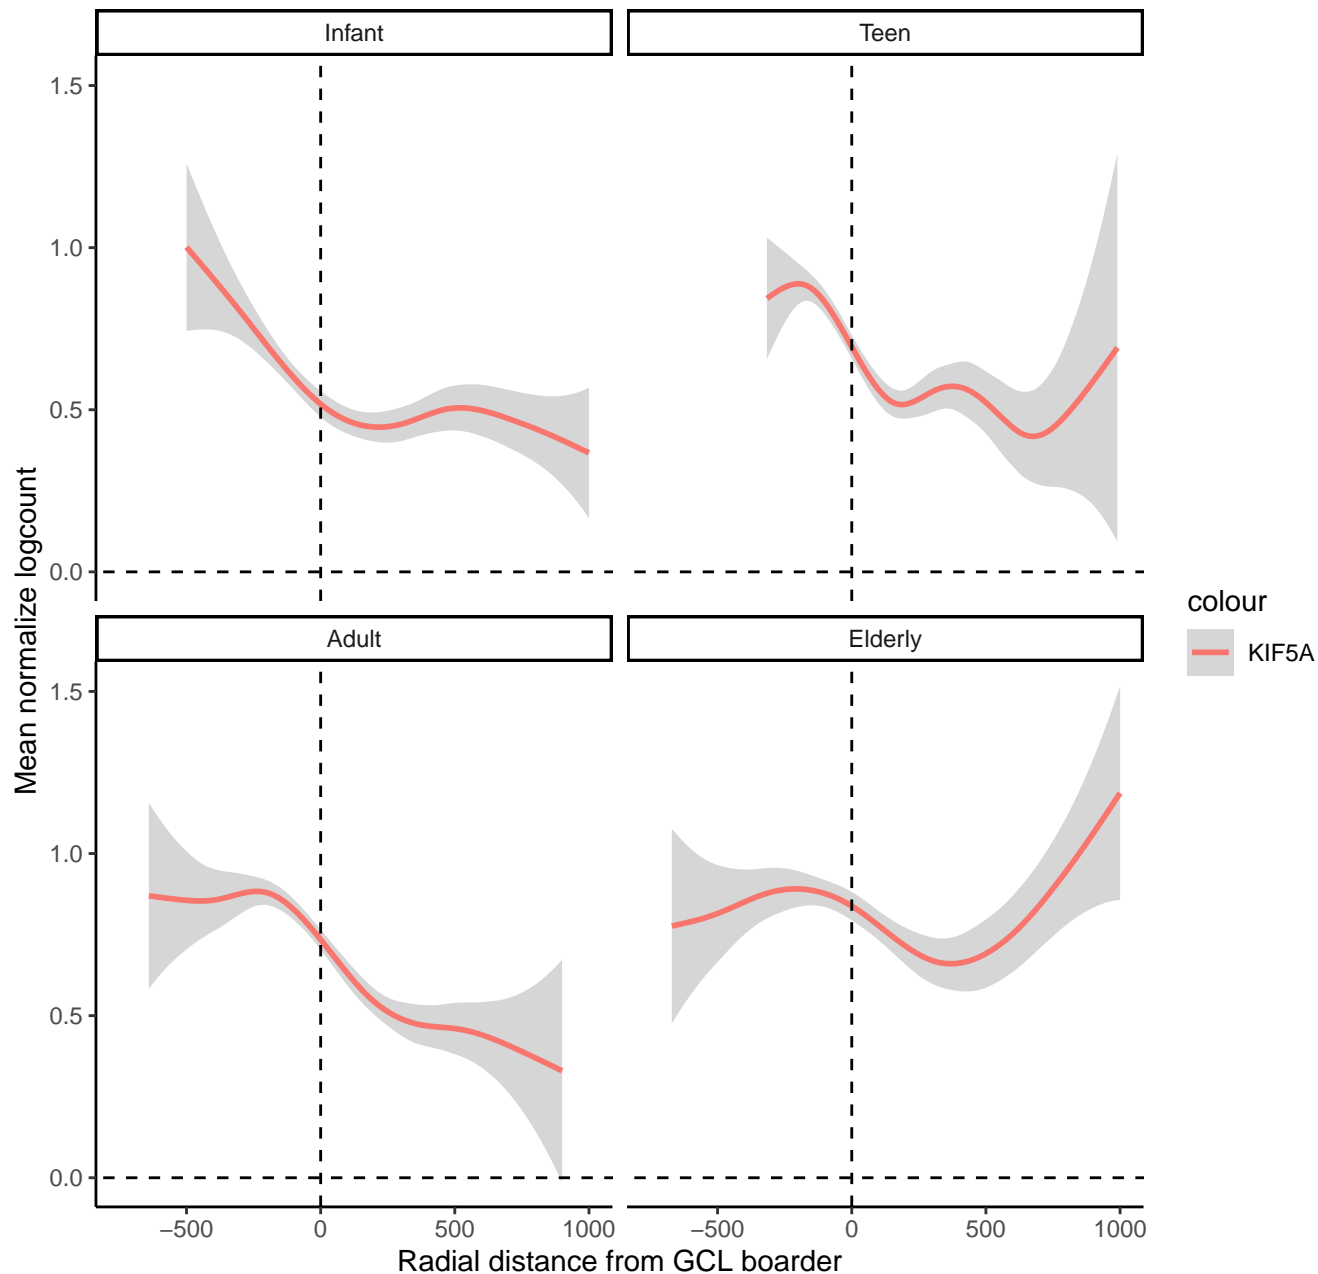 Infant
Teen
1.5
1.0
0.5
0.0
Mean normalize logcount
Adult
Elderly
1.5
1.0
0.5
0.0
−500
0
500
1000
−500
0
500
1000
Radial distance from GCL boarder
colour
KIF5A